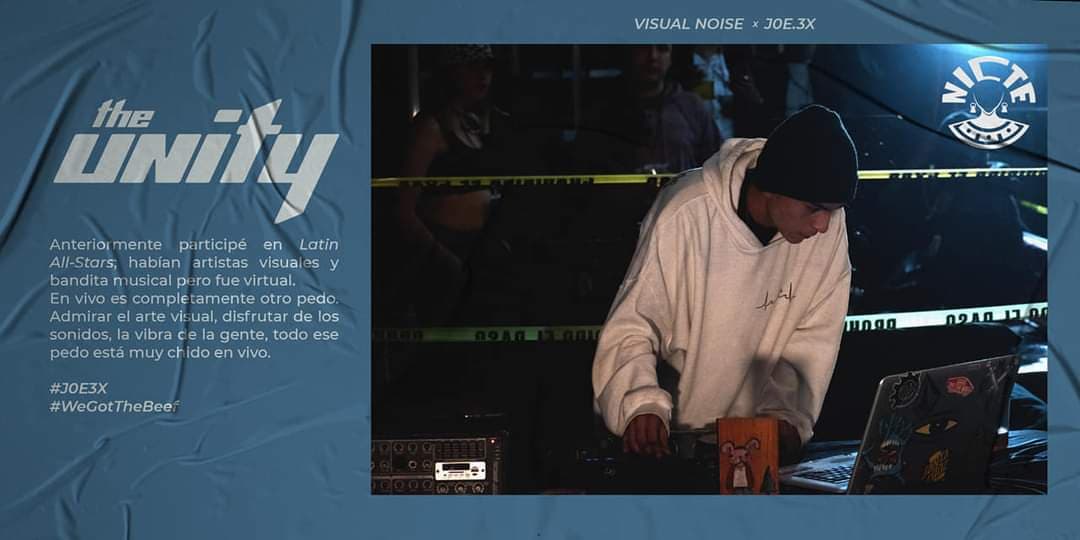 VISUAL NOISE x J0E.3X
NICTE
the
unity
Anteriormente participé en Latin
All-Stars, habían artistas visuales y
bandita musical pero fue virtual.
En vivo es completamente otro pedo.
Admirar el arte visual, disfrutar de los
sonidos, la vibra de la gente, todo ese
pedo está muy chido en vivo.
#J0E3X
#WeGotTheBeef